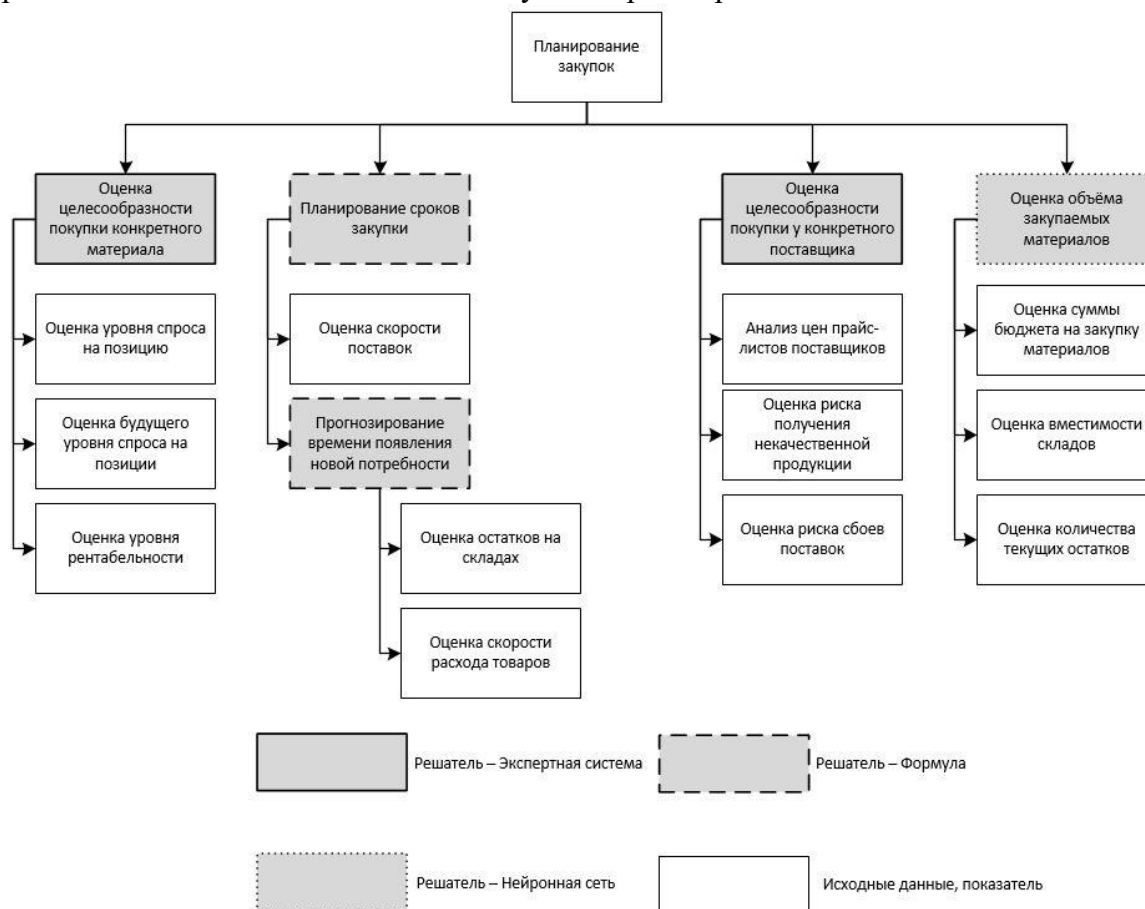 Планирование
закупок
Оценка
целесообразности
покупки конкретного
материала
Оценка уровня спроса
на позицию
Оценка будущего
уровня спроса на
позиции
Оценка уровня
рентабельности
Планирование сроков
закупки
Оценка скорости
поставок
Прогнозирование
времени появления
новой потребности
Оценка остатков на
складах
Оценка скорости
расхода товаров
Оценка
целесообразности
покупки у конкретного
поставщика
Анализ цен прайс-
листов поставщиков
Оценка риска
получения
некачественной
продукции
Оценка риска сбоев
поставок
Оценка объёма
закупаемых
материалов
Оценка суммы
бюджета на закупку
материалов
Оценка вместимости
складов
Оценка количества
текущих остатков
Решатель – Экспертная система
Решатель – Формула
Решатель – Нейронная сеть
Исходные данные, показатель